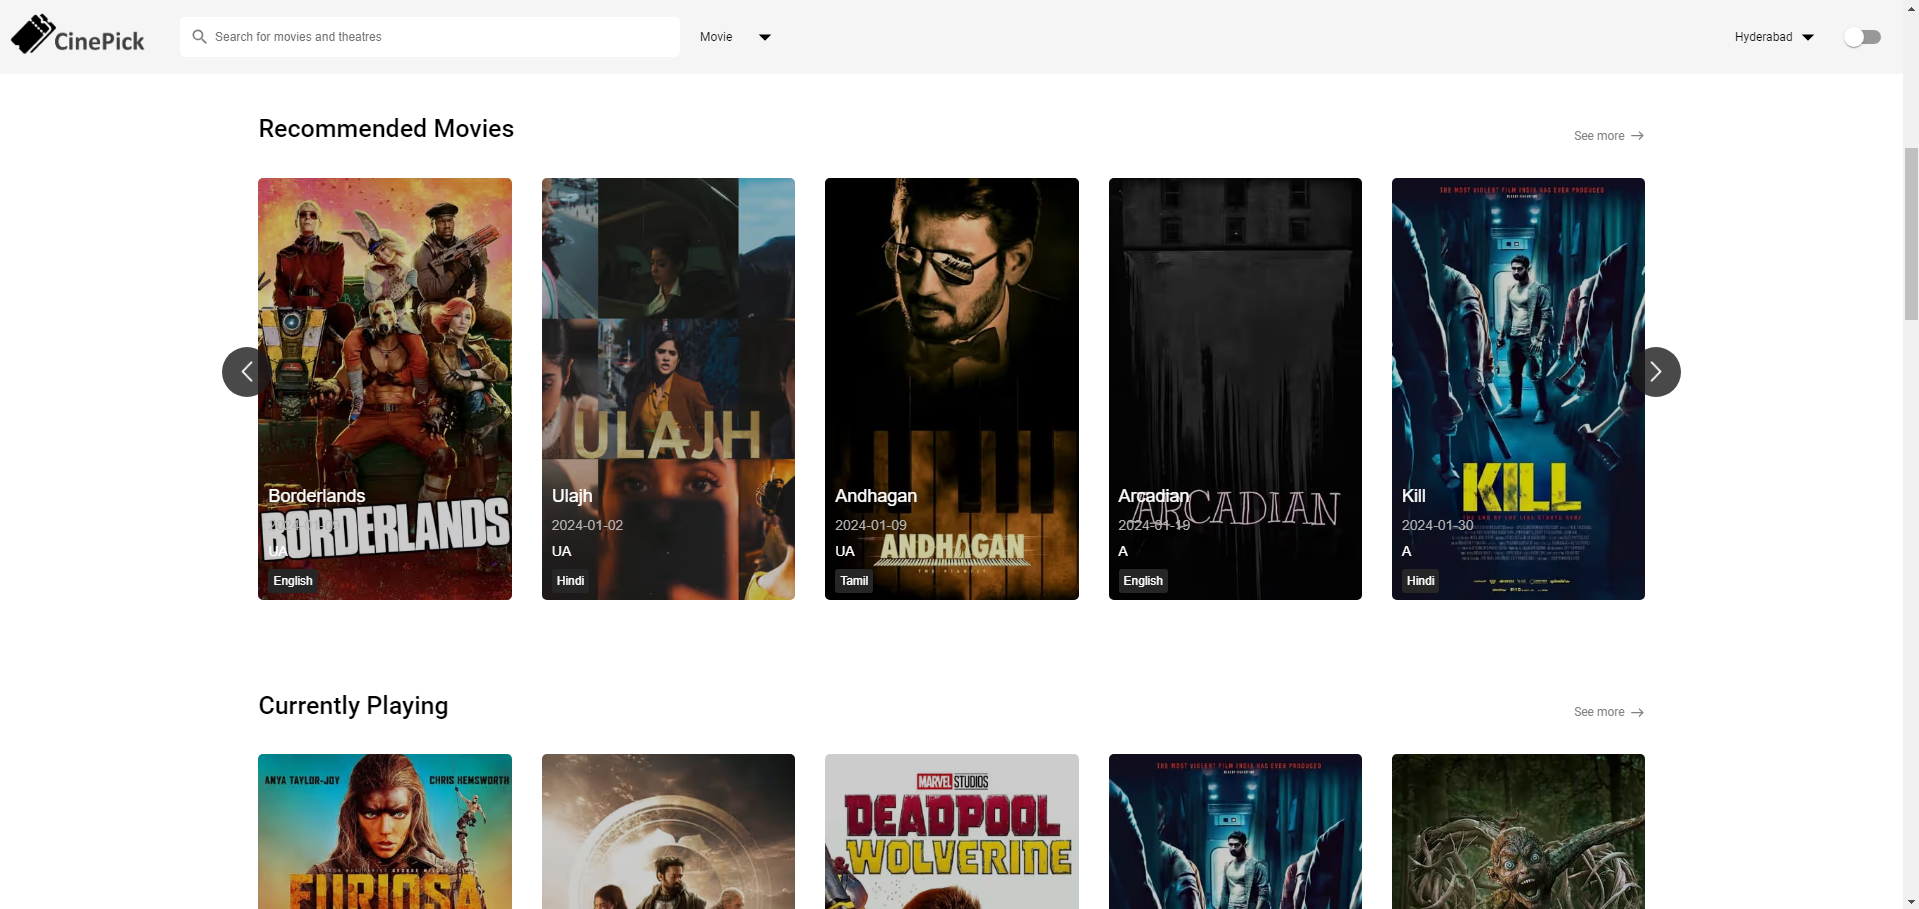 CinePick
Search for movies and theatres
Movie
Hyderabad
Recommended Movies
See more
THE MOST VIOLENT FILM INDIA HAS EVER PRODUCED
ULAJH
KILL
Borderlands
Ulajh
Andhagan
Arcadian
Kill
BORDERLANDS
ARCADIAN
2024-01-02
2024-01-09
2024-01-19
2024-01-30
UA
UA
UA
A
A
ANDHAGAN
THE PIANIST
English
Hindi
Tamil
English
Hindi
Currently Playing
See more
ANYA TAYLOR-JOY
CHRIS HEMSWORTH
MARVEL STUDIOS
THE MOST VIOLENT FILM INDIA HAS EVER PRODUCED
DEADPOOL
WOLVERINE
FURIOSA